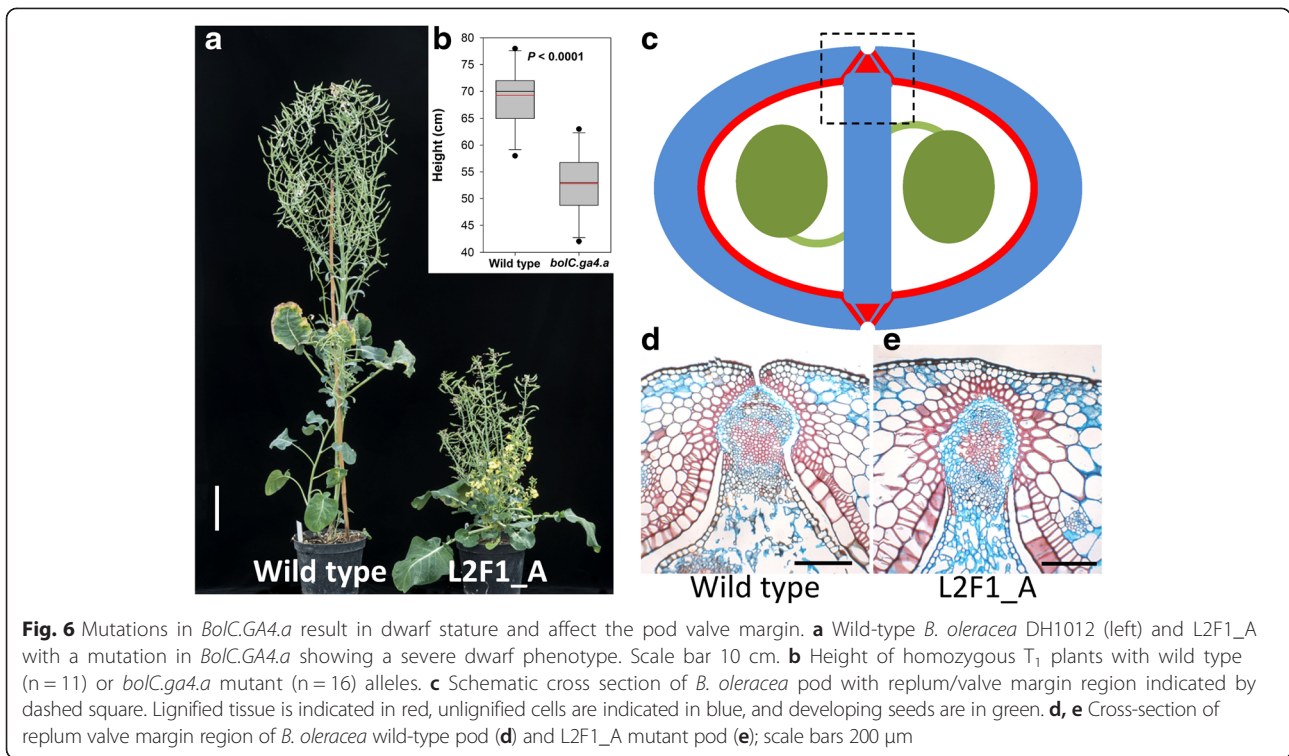 a
b
c
80
75
70
65
60
55
50
45
40
Height (cm)
P < 0.0001
Wild type
bolC.ga4.a
Wild type
L2F1_A
d
e
Wild type
L2F1_A
Fig. 6 Mutations in BolC.GA4.a result in dwarf stature and affect the pod valve margin. a Wild-type B. oleracea DH1012 (left) and L2F1_A
with a mutation in BolC.GA4.a showing a severe dwarf phenotype. Scale bar 10 cm. b Height of homozygous T₁ plants with wild type
(n = 11) or bolC.ga4.a mutant (n = 16) alleles. c Schematic cross section of B. oleracea pod with replum/valve margin region indicated by
dashed square. Lignified tissue is indicated in red, unlignified cells are indicated in blue, and developing seeds are in green. d, e Cross-section of
replum valve margin region of B. oleracea wild-type pod (d) and L2F1_A mutant pod (e); scale bars 200 μm